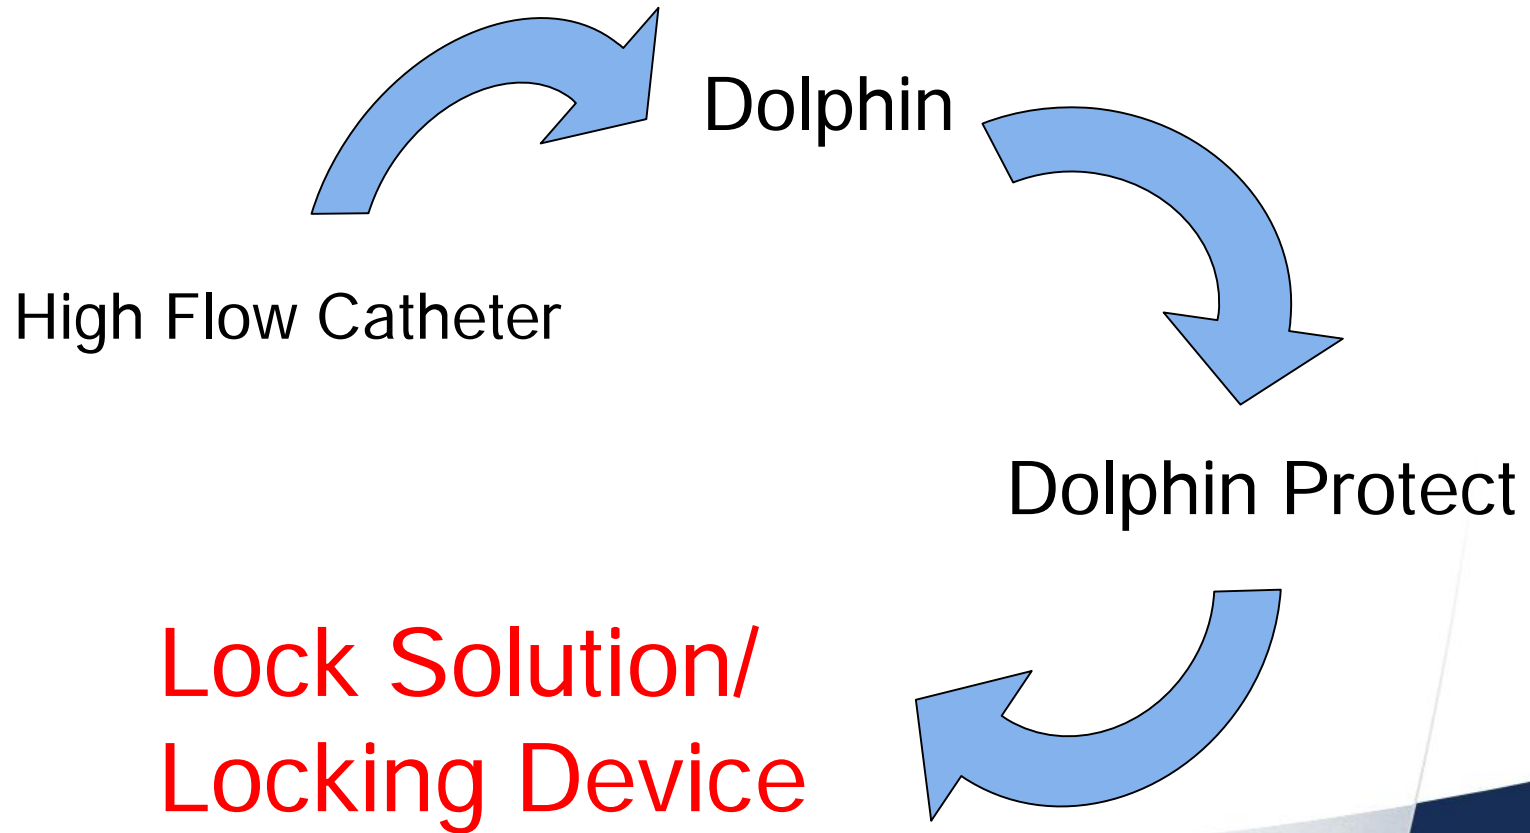 Dolphin
High Flow Catheter
Dolphin Protect
Lock Solution/
Locking Device